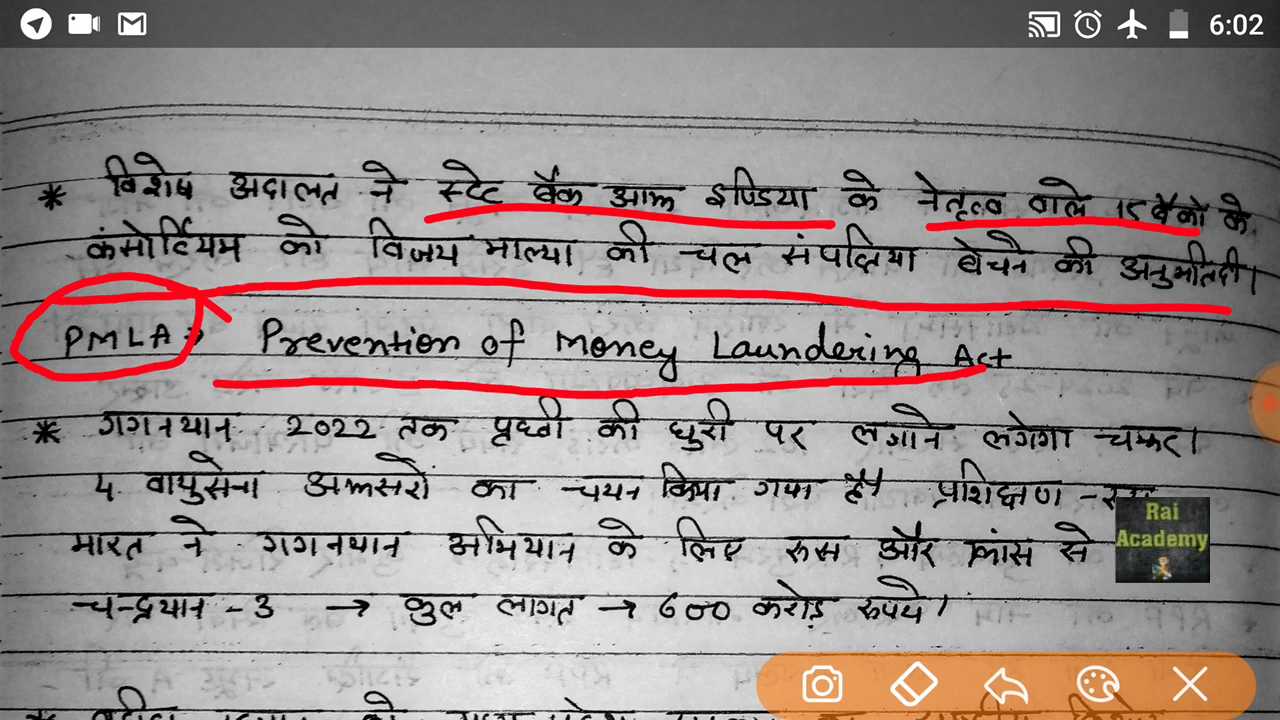 6:02
* विशेष अदालत ने स्टेट बैंक आफ इण्डिया के नेतृत्व वाले 15 बैंकों के
कंसोर्टियम को विजय माल्या की चल संपत्तिया बेचने की अनुमतिदी।
PMLA → Prevention of Money Laundering Act
* गगनयान 2022 तक पृथ्वी की धुरी पर लगाने लगेगा चक्कर।
4 वायुसेना अफसरों का चयन किया गया है। प्रशिक्षण -
भारत ने गगनयान अभियान के लिए रूस और फ्रांस से
चन्द्रयान -3 → कुल लागत → 600 करोड़ रूपये।
Rai
Academy